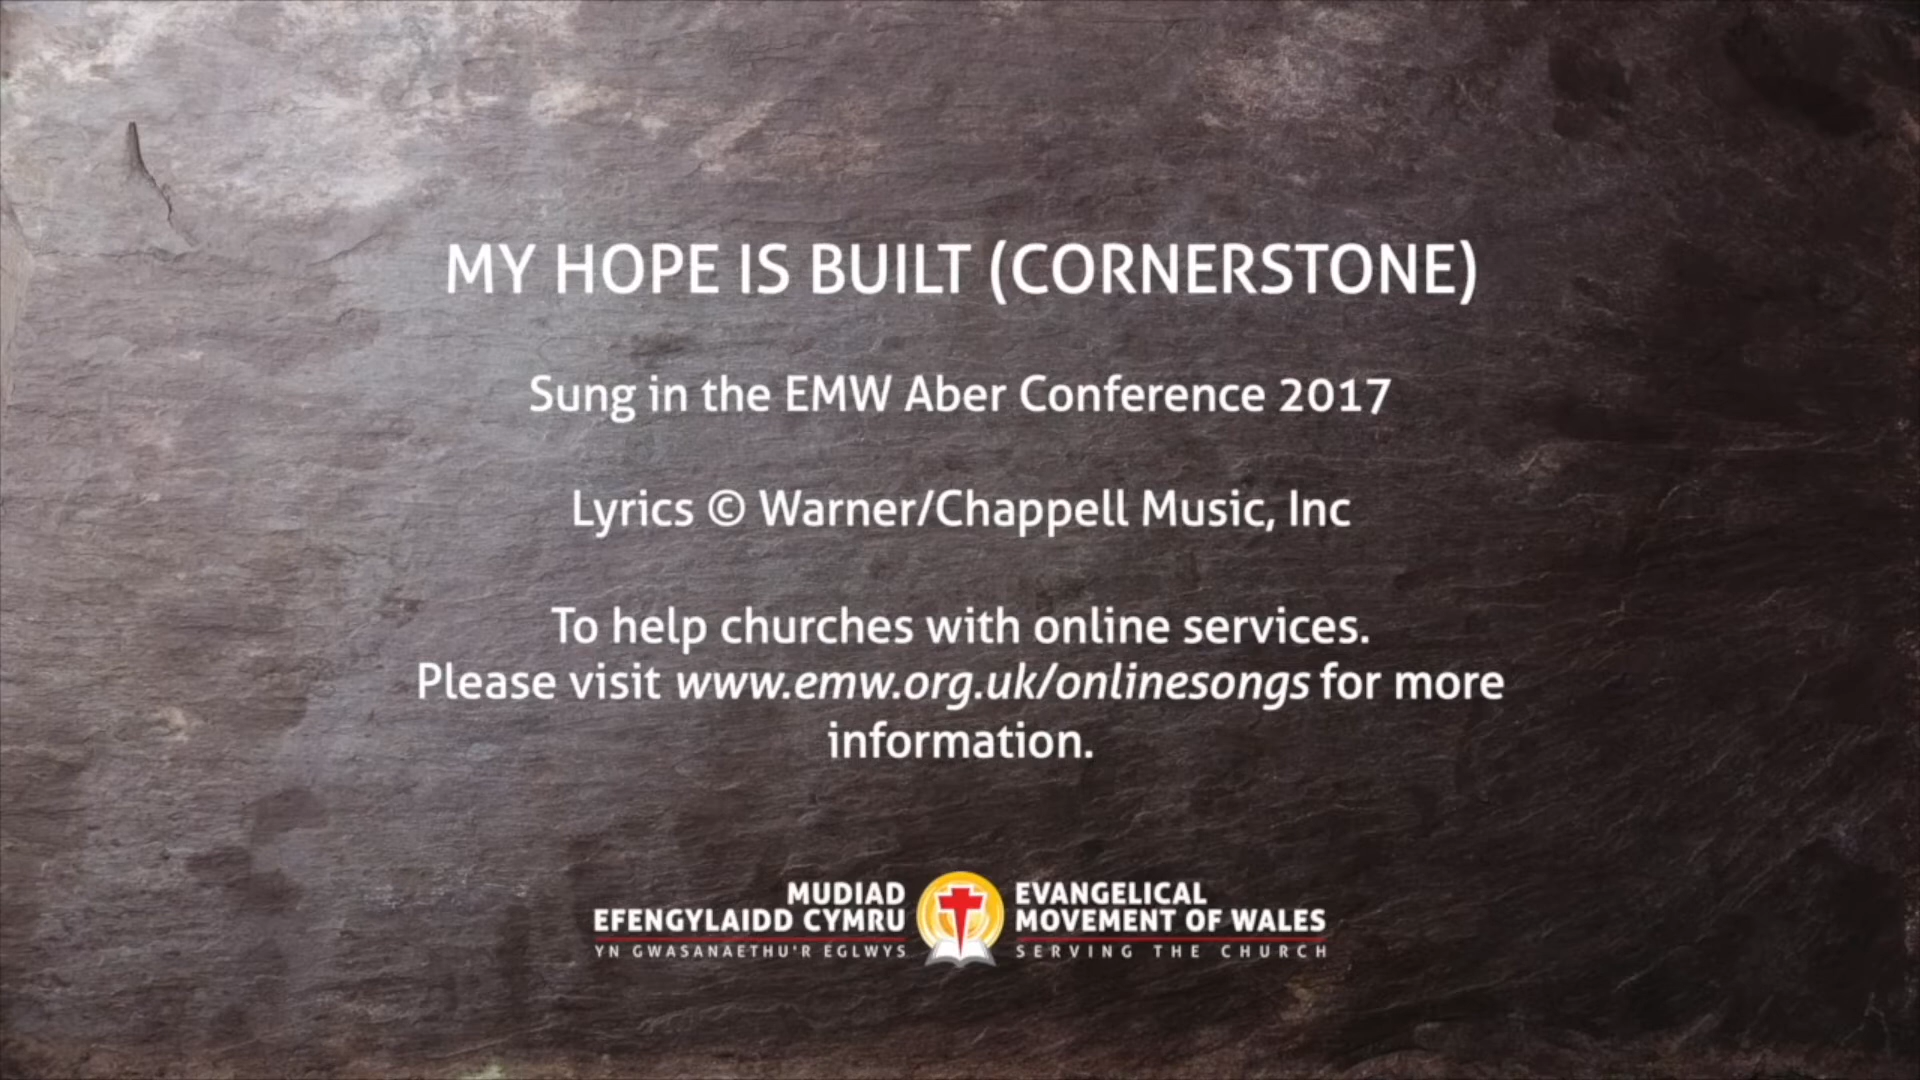 MY HOPE IS BUILT (CORNERSTONE)
Sung in the EMW Aber Conference 2017
Lyrics © Warner/Chappell Music, Inc
To help churches with online services.
Please visit www.emw.org.uk/onlinesongs for more
information.
MUDIAD
EFENGYLAIDD CYMRU
YN GWASANAETHU'R EGLWYS
EVANGELICAL
MOVEMENT OF WALES
SERVING THE CHURCH